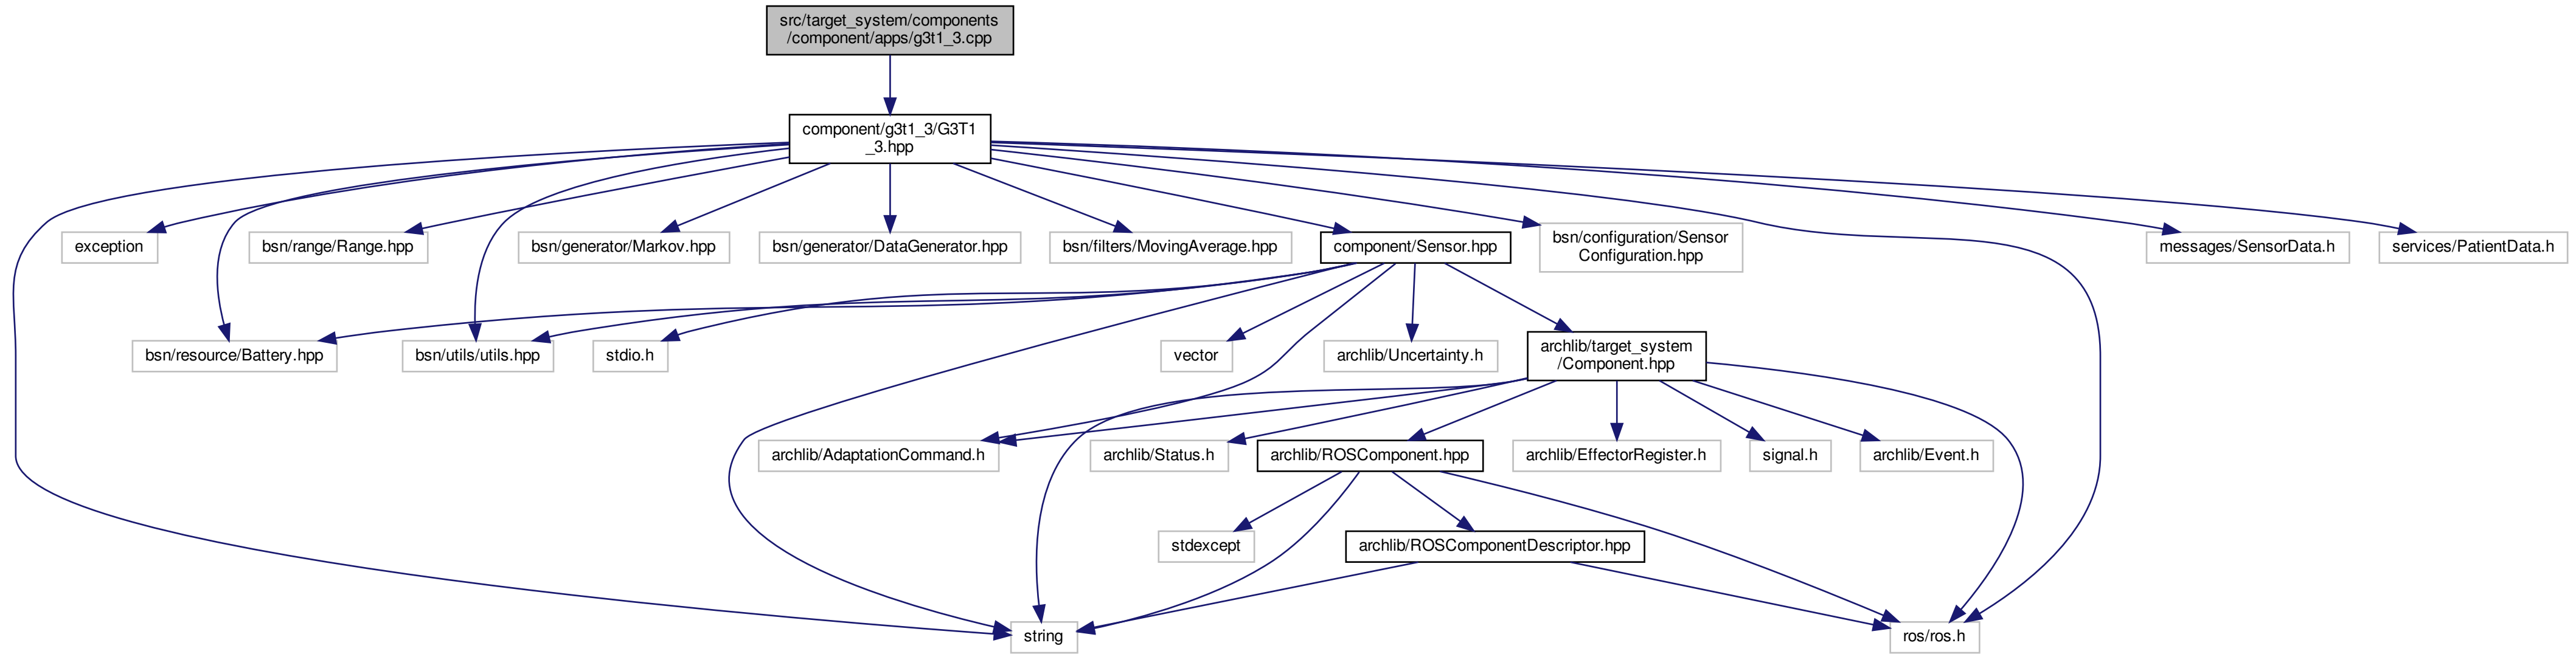 src/target_system/components
/component/apps/g3t1_3.cpp
component/g3t1_3/G3T1
_3.hpp
exception
bsn/range/Range.hpp
bsn/generator/Markov.hpp
bsn/generator/DataGenerator.hpp
bsn/filters/MovingAverage.hpp
component/Sensor.hpp
bsn/configuration/Sensor
Configuration.hpp
messages/SensorData.h
services/PatientData.h
bsn/resource/Battery.hpp
bsn/utils/utils.hpp
stdio.h
vector
archlib/Uncertainty.h
archlib/target_system
/Component.hpp
archlib/AdaptationCommand.h
archlib/Status.h
archlib/ROSComponent.hpp
archlib/EffectorRegister.h
signal.h
archlib/Event.h
stdexcept
archlib/ROSComponentDescriptor.hpp
string
ros/ros.h